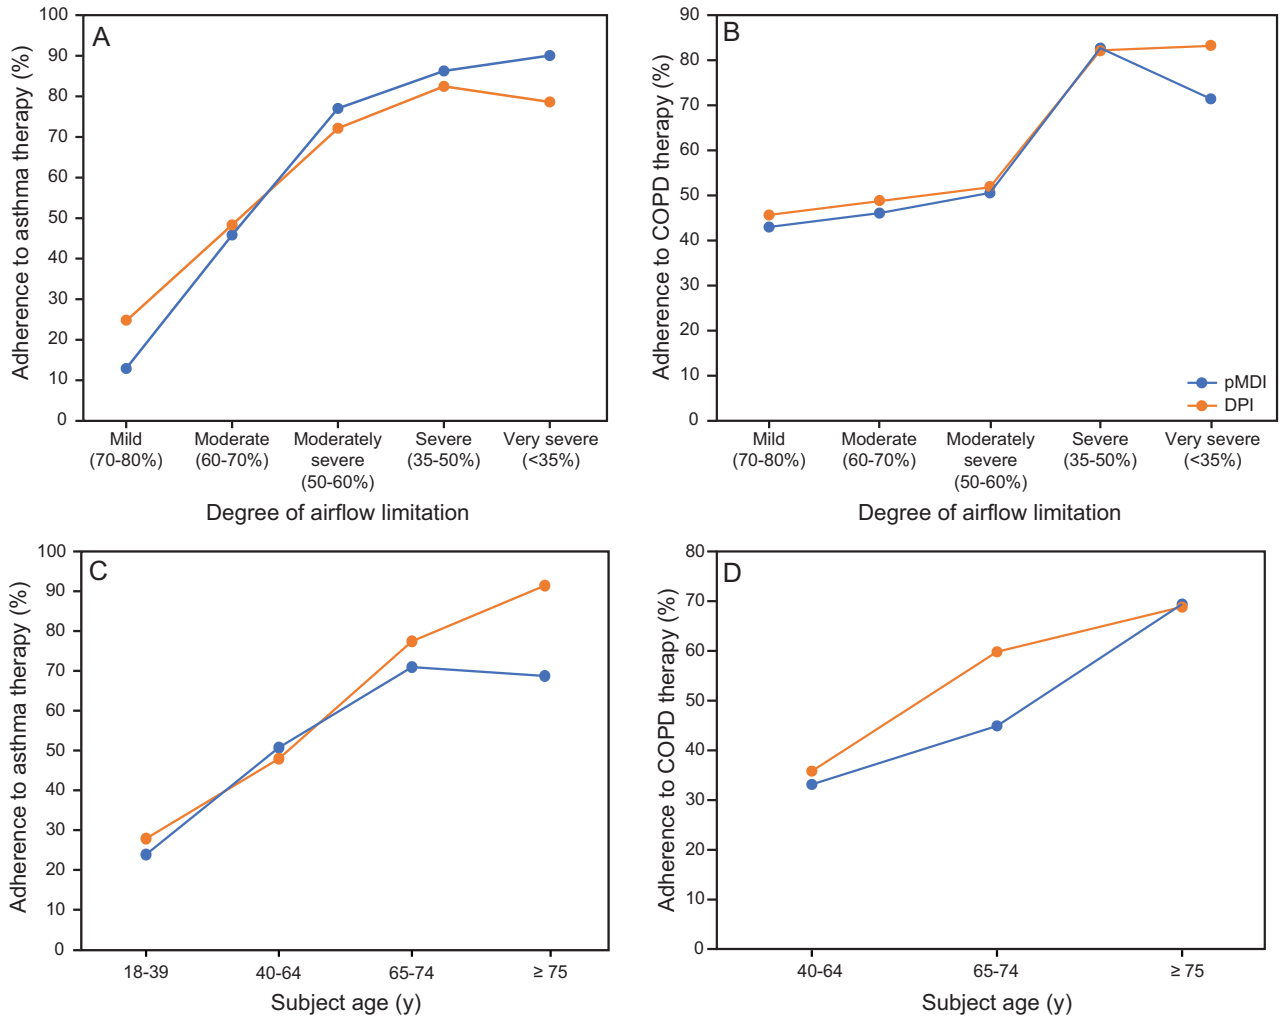 A
Adherence to asthma therapy (%)
100
90
80
70
60
50
40
30
20
10
0
Mild
(70-80%)
Moderate
(60-70%)
Moderately
severe
(50-60%)
Severe
(35-50%)
Very severe
(<35%)
Degree of airflow limitation
B
Adherence to COPD therapy (%)
90
80
70
60
50
40
30
20
10
0
pMDI
DPI
Mild
(70-80%)
Moderate
(60-70%)
Moderately
severe
(50-60%)
Severe
(35-50%)
Very severe
(<35%)
Degree of airflow limitation
C
Adherence to asthma therapy (%)
100
90
80
70
60
50
40
30
20
10
0
18-39
40-64
65-74
≥ 75
Subject age (y)
D
Adherence to COPD therapy (%)
80
70
60
50
40
30
20
10
0
40-64
65-74
≥ 75
Subject age (y)